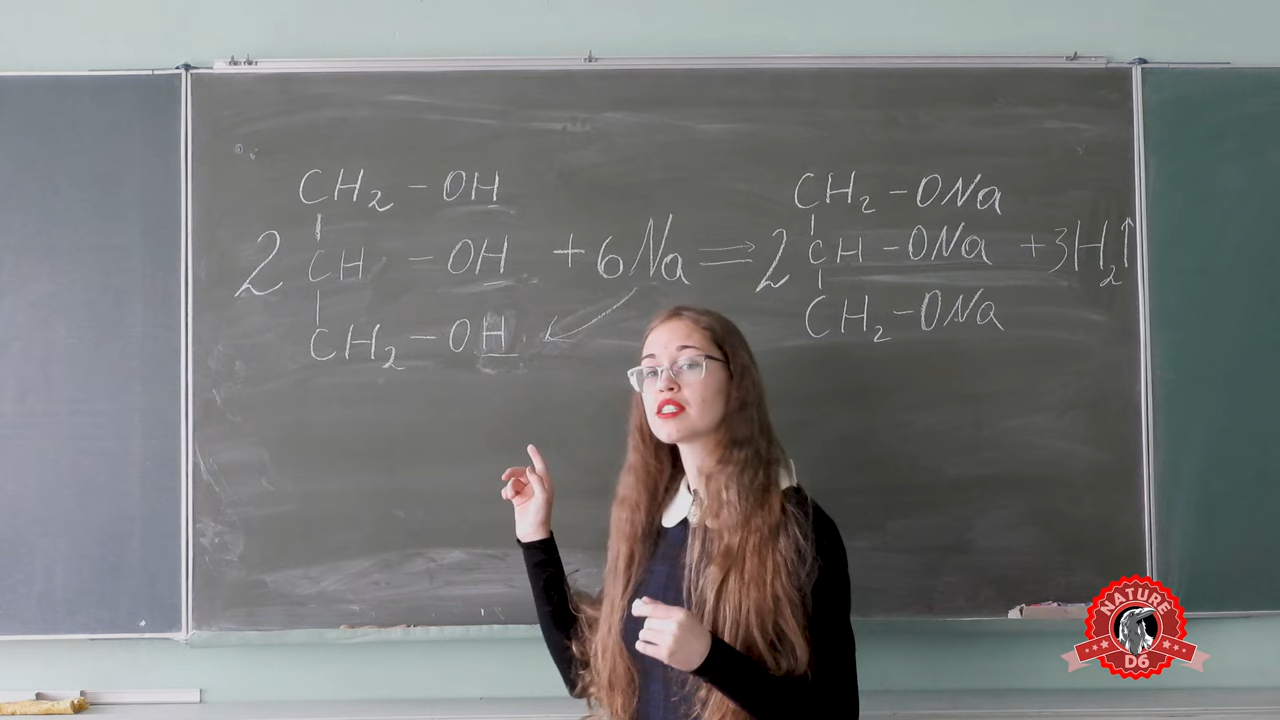 CH₂ - OH
2 CH - OH + 6Na => 2 CH - ONa + 3H₂↑
CH₂ - OH
CH₂ - ONa
CH₂ - ONa
NATURE
D6